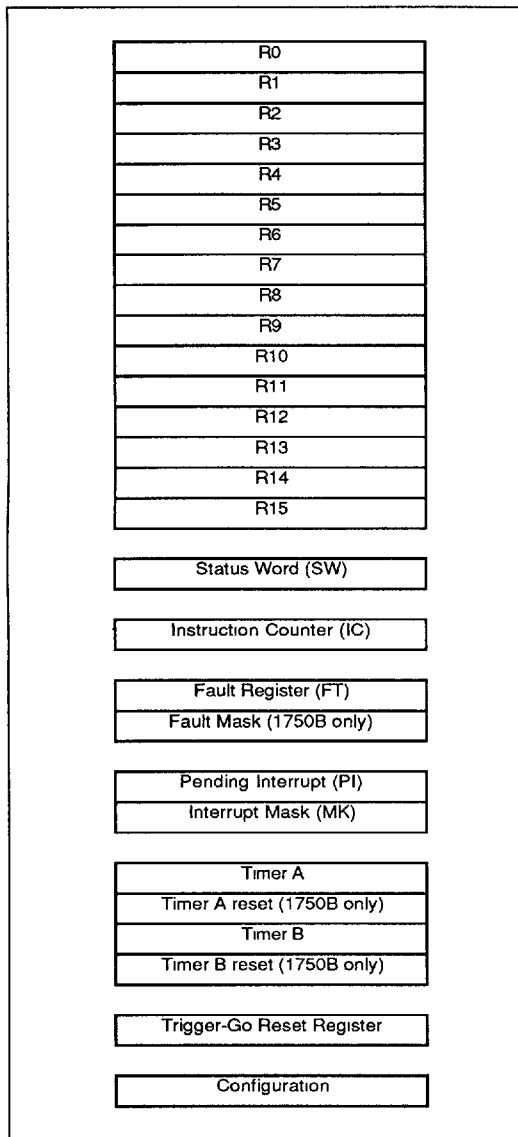 R0
R1
R2
R3
R4
R5
R6
R7
R8
R9
R10
R11
R12
R13
R14
R15
Status Word (SW)
Instruction Counter (IC)
Fault Register (FT)
Fault Mask (1750B only)
Pending Interrupt (PI)
Interrupt Mask (MK)
Timer A
Timer A reset (1750B only)
Timer B
Timer B reset (1750B only)
Trigger-Go Reset Register
Configuration